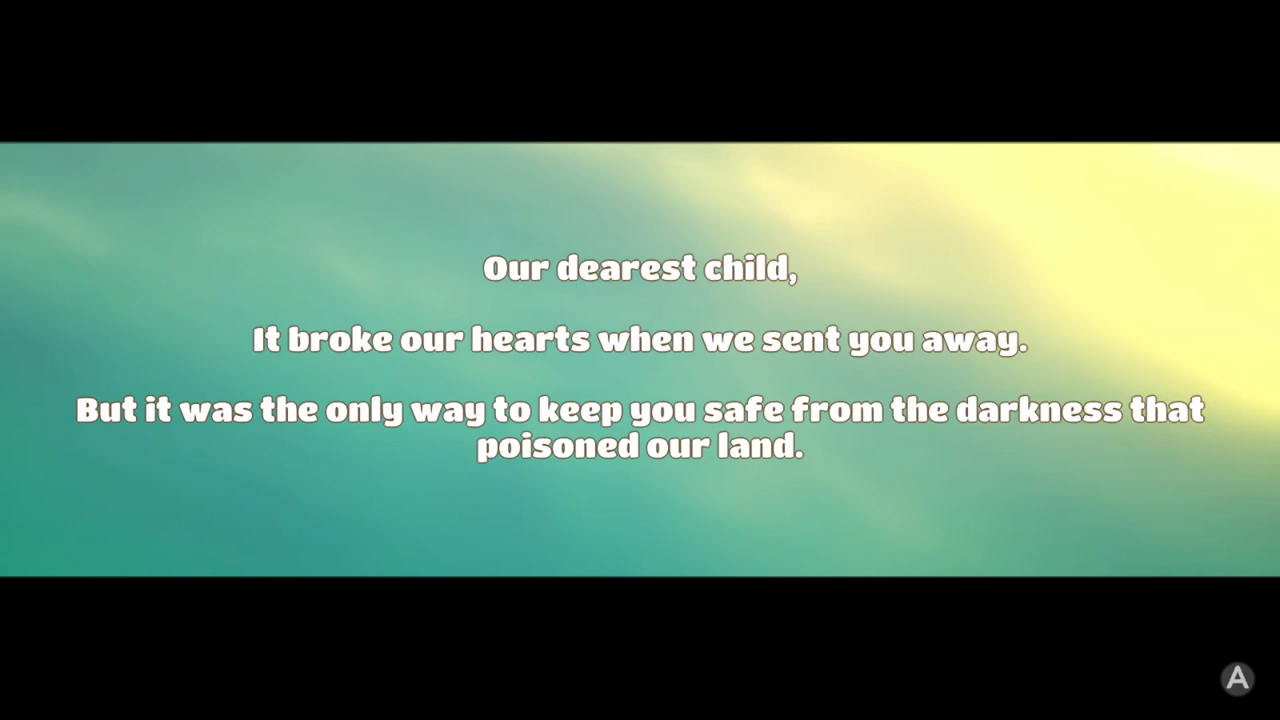 Our dearest child,
It broke our hearts when we sent you away.
But it was the only way to keep you safe from the darkness that
poisoned our land.
A